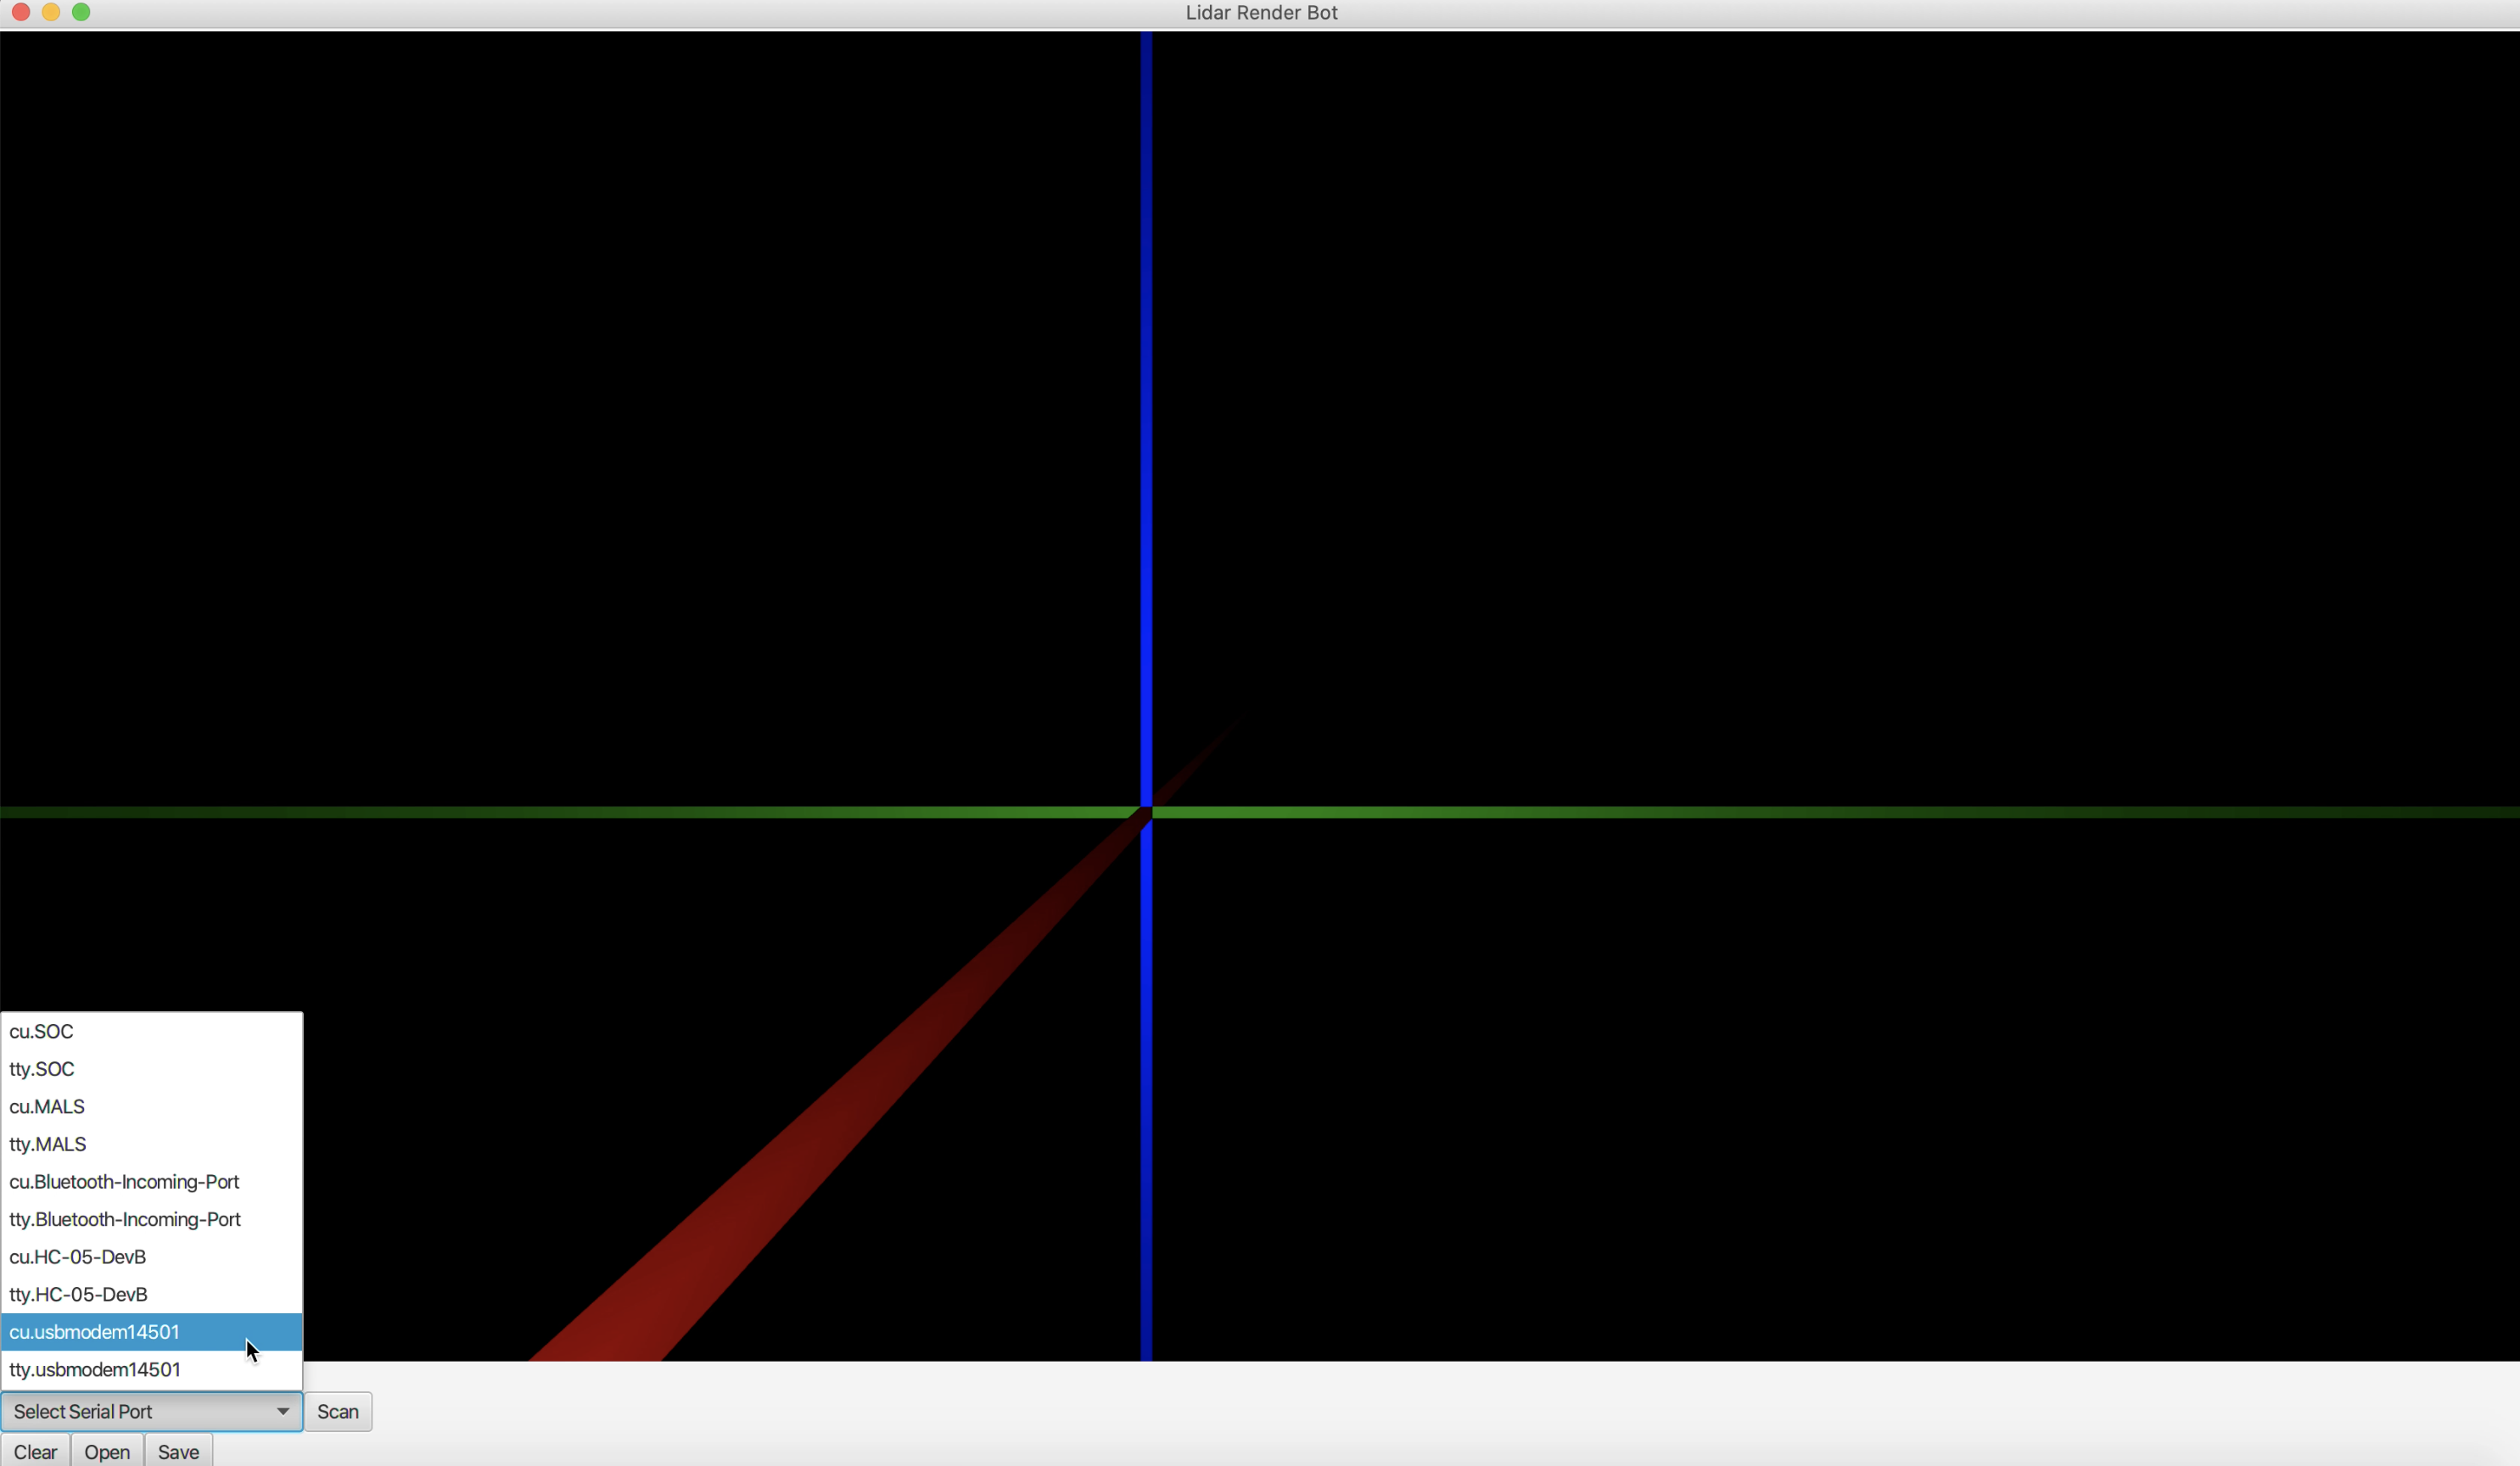 Lidar Render Bot
cu.SOC
tty.SOC
cu.MALS
tty.MALS
cu.Bluetooth-Incoming-Port
tty.Bluetooth-Incoming-Port
cu.HC-05-DevB
tty.HC-05-DevB
cu.usbmodem14501
tty.usbmodem14501
Select Serial Port Scan
Clear Open Save